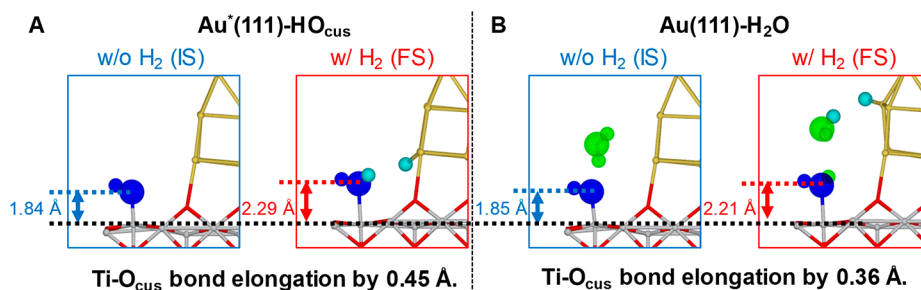 A Au*(111)-HOcus
w/o H2 (IS) w/ H2 (FS)
1.84 Å 2.29 Å
Ti-Ocus bond elongation by 0.45 Å.
B Au(111)-H2O
w/o H2 (IS) w/ H2 (FS)
1.85 Å 2.21 Å
Ti-Ocus bond elongation by 0.36 Å.